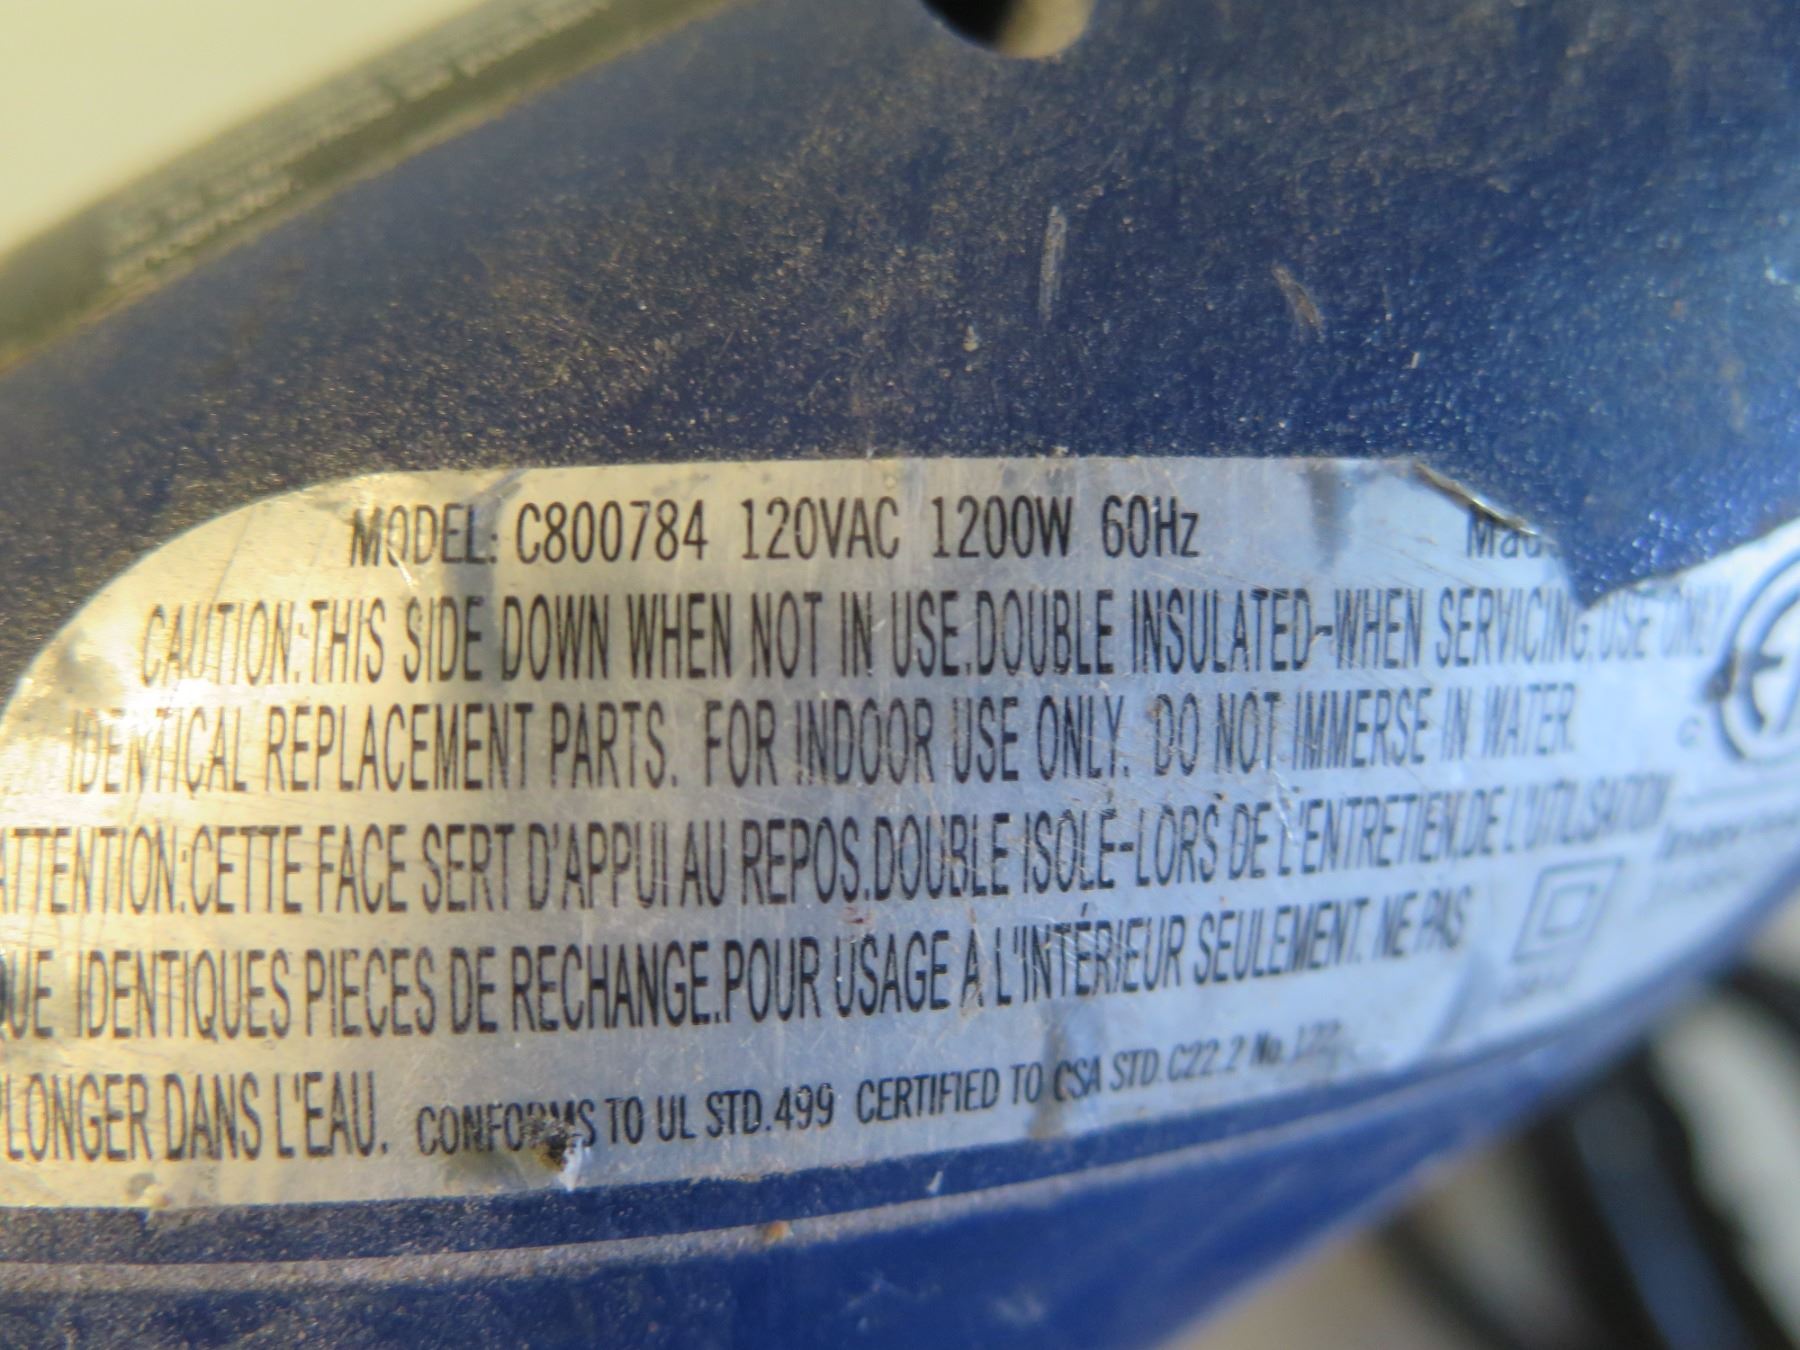 MODEL: C800784 120VAC 1200W 60Hz
CAUTION:THIS SIDE DOWN WHEN NOT IN USE.DOUBLE INSULATED-WHEN SERVICING,USE ONLY
IDENTICAL REPLACEMENT PARTS. FOR INDOOR USE ONLY. DO NOT IMMERSE IN WATER.
ATTENTION:CETTE FACE SERT D'APPUI AU REPOS.DOUBLE ISOLÉ-LORS DE L'ENTRETIEN,DE L'UTILISATION
QUE IDENTIQUES PIECES DE RECHANGE.POUR USAGE A L'INTÉRIEUR SEULEMENT. NE PAS
PLONGER DANS L'EAU. CONFORMS TO UL STD.499 CERTIFIED TO CSA STD C22.2 No.